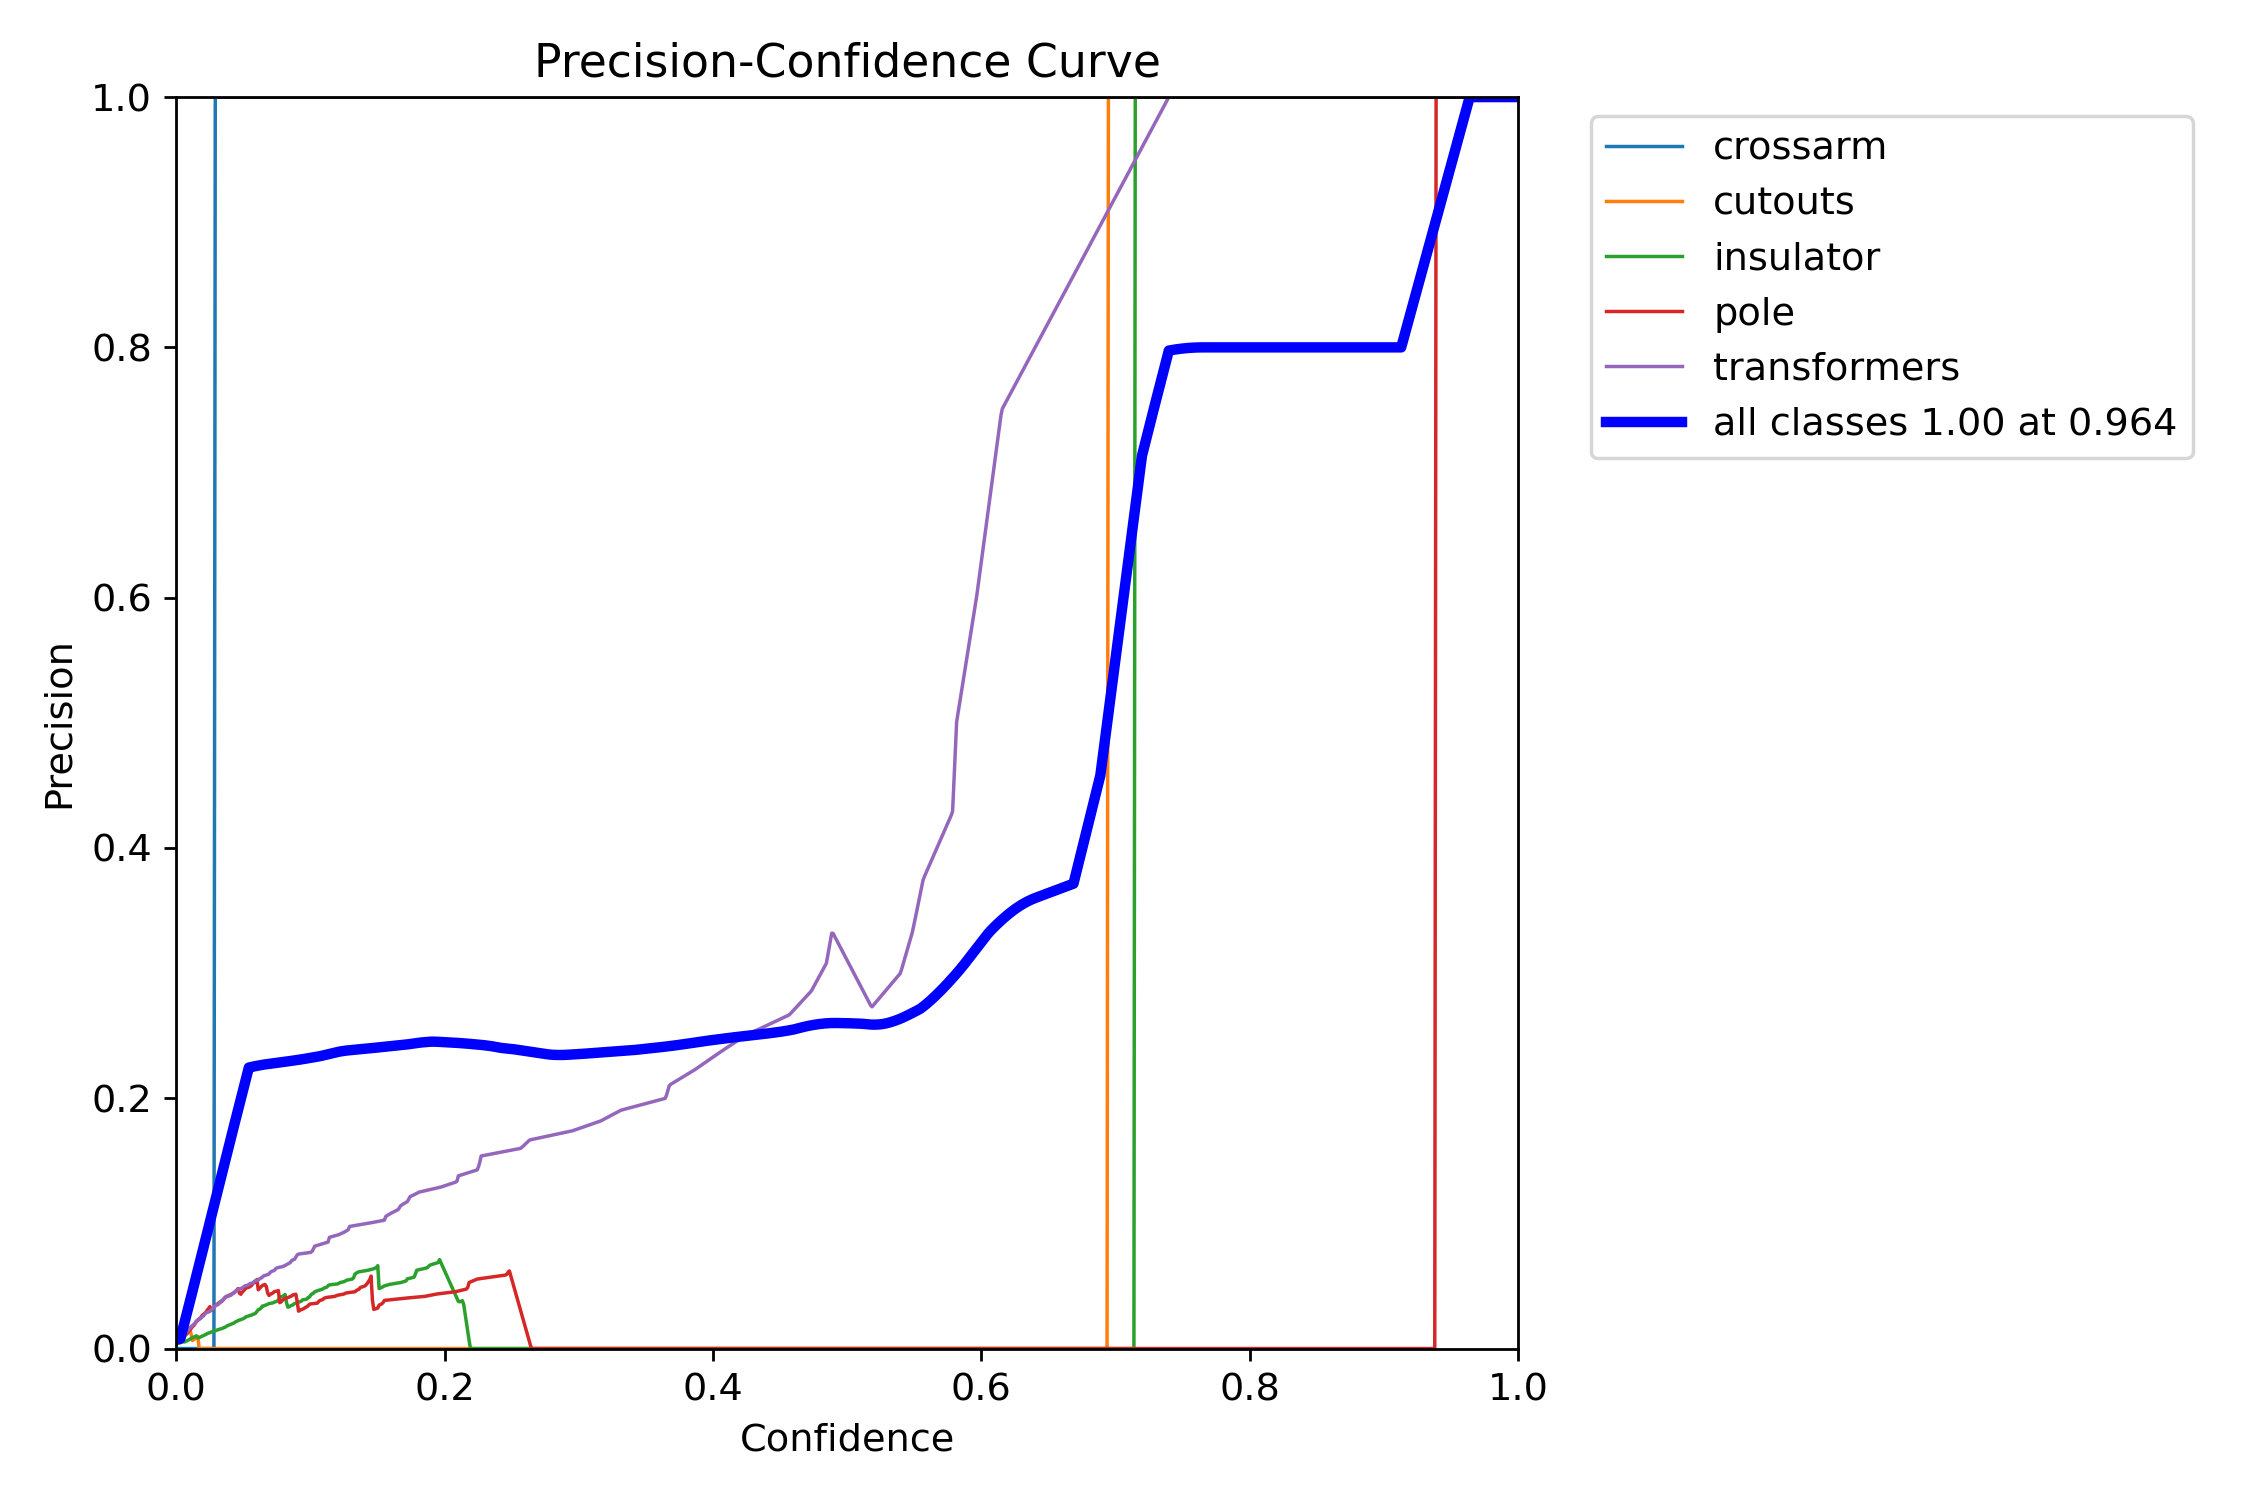 Precision-Confidence Curve
1.0
0.8
0.6
0.4
0.2
0.0
Precision
0.0 0.2 0.4 0.6 0.8 1.0
Confidence
crossarm
cutouts
insulator
pole
transformers
all classes 1.00 at 0.964